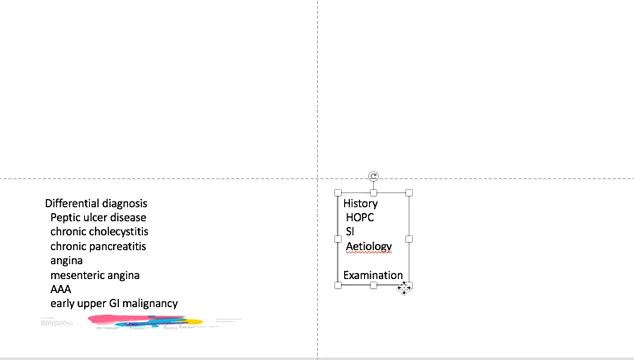 Differential diagnosis
Peptic ulcer disease
chronic cholecystitis
chronic pancreatitis
angina
mesenteric angina
AAA
early upper GI malignancy
History
HOPC
SI
Aetiology
Examination